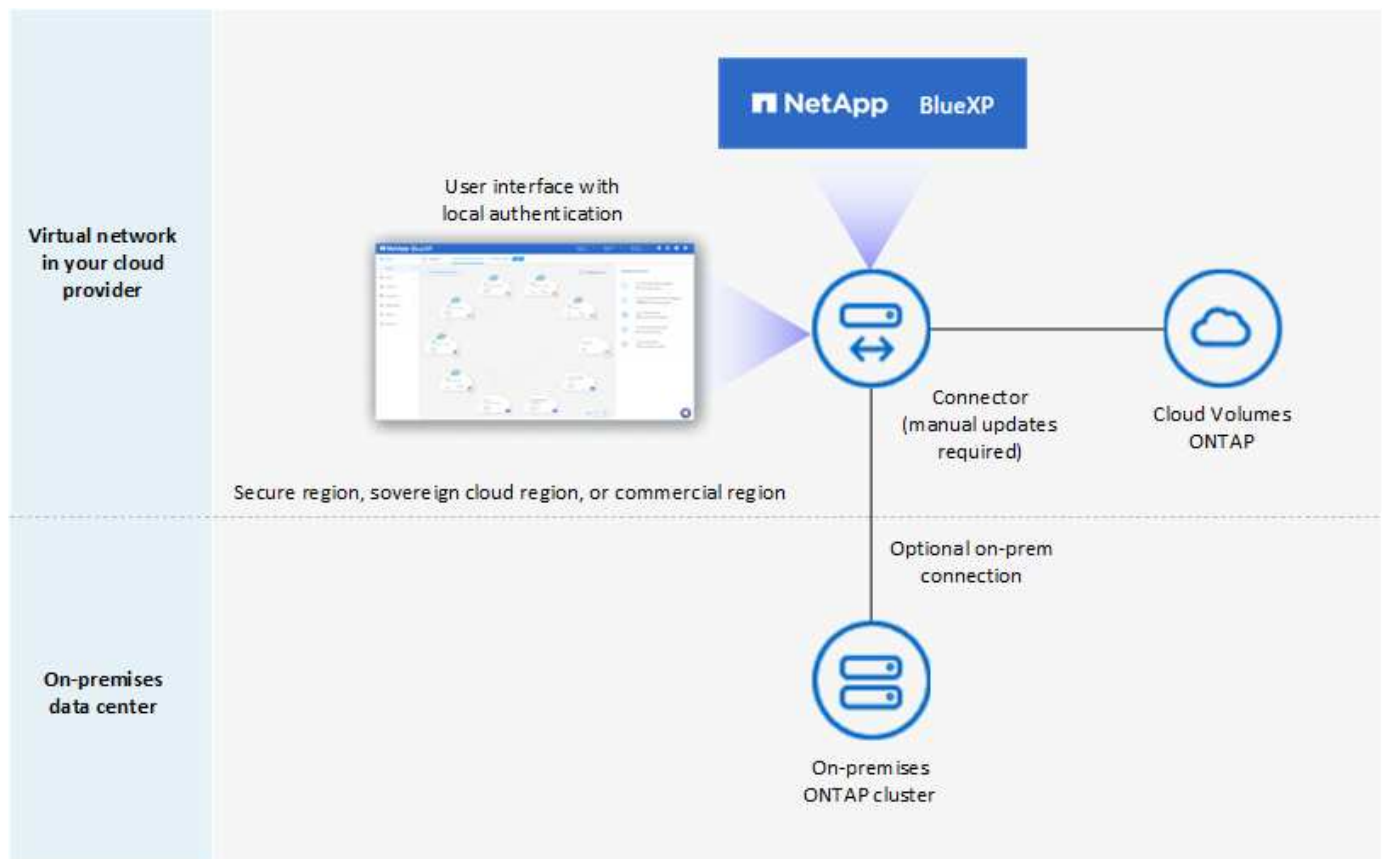 NetApp BlueXP
User interface with
local authentication
Virtual network
in your cloud
provider
Connector
(manual updates
required)
Cloud Volumes
ONTAP
Secure region, sovereign cloud region, or commercial region
Optional on-prem
connection
On-premises
data center
On-premises
ONTAP cluster